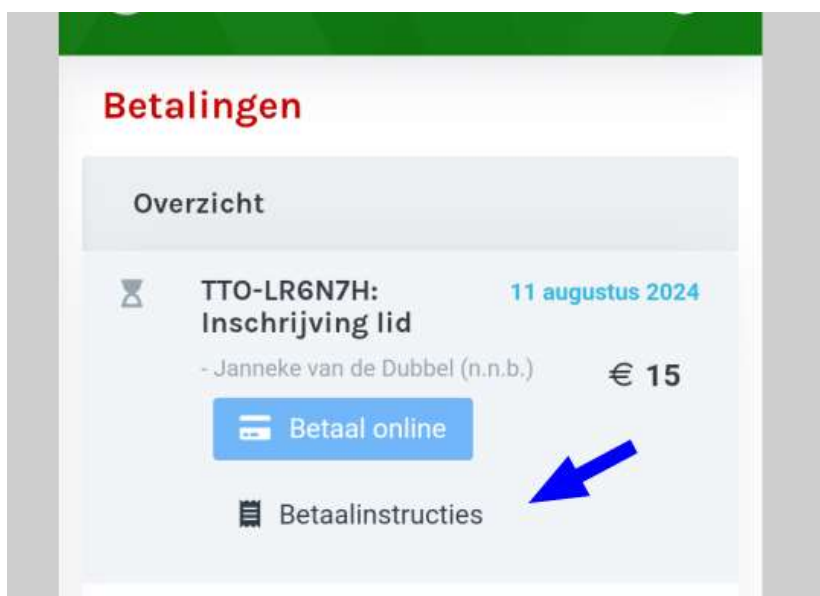 Betalingen
Overzicht
TTO-LR6N7H: 11 augustus 2024
Inschrijving lid
- Janneke van de Dubbel (n.n.b.) € 15
Betaal online
Betaalinstructies